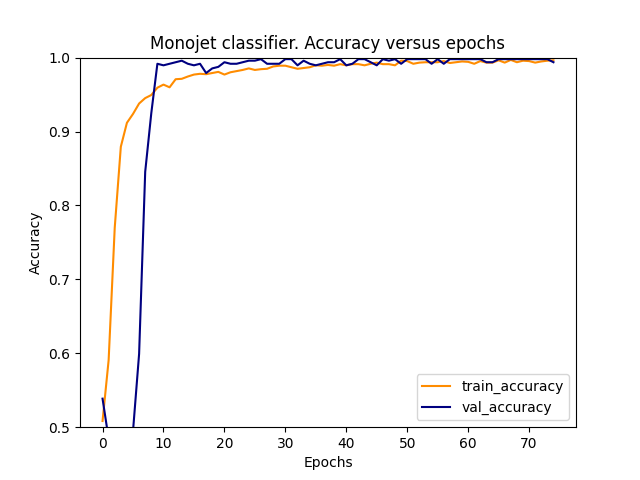 Monojet classifier. Accuracy versus epochs
1.0
0.9
0.8
0.7
0.6
0.5
Accuracy
train_accuracy
val_accuracy
0 10 20 30 40 50 60 70
Epochs